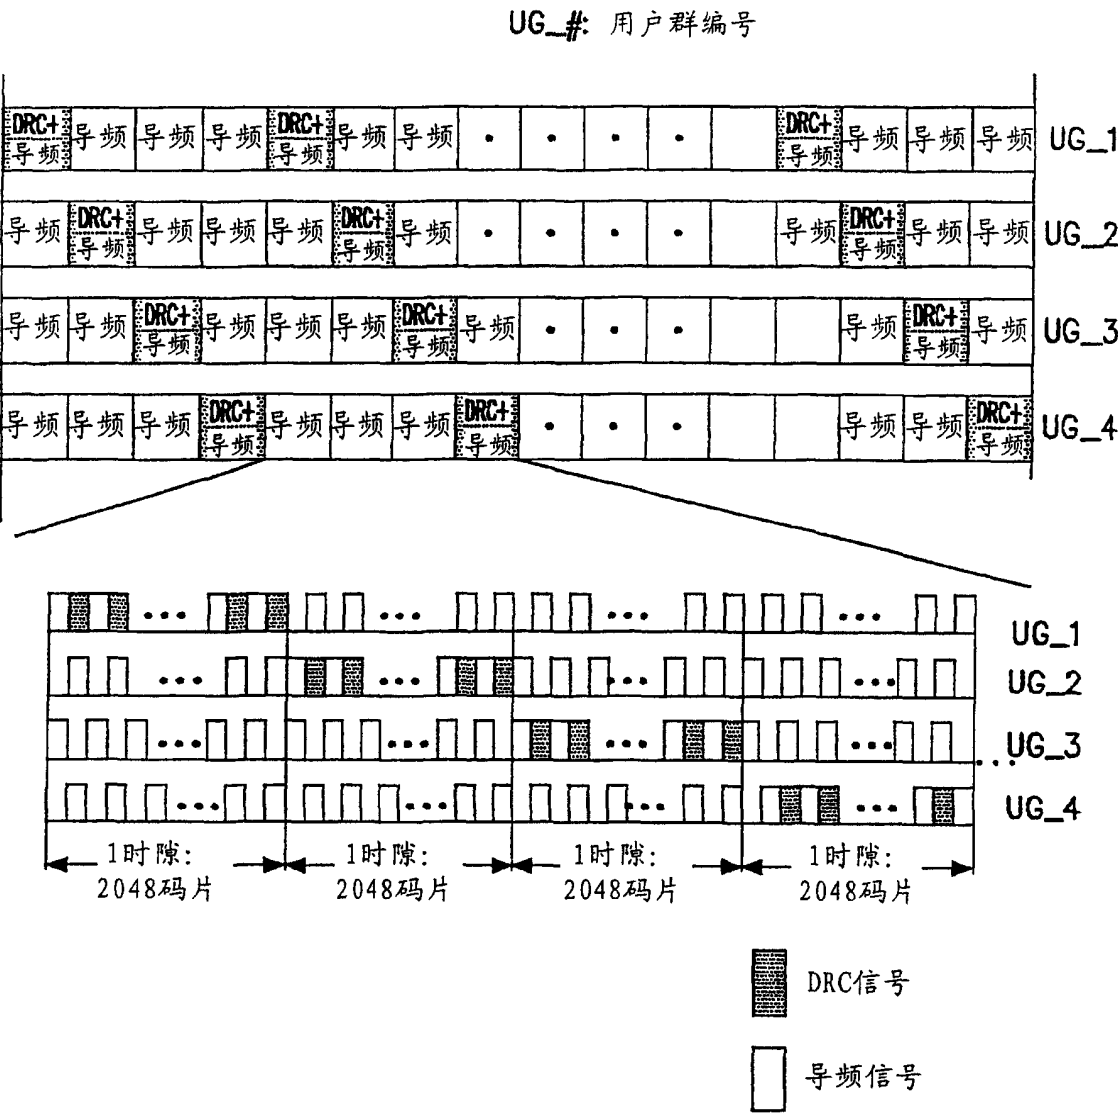 UG_#: 用户群编号
DRC+ 导频 导频 导频 导频 DRC+ 导频 导频 导频 • • • • DRC+ 导频 导频 导频 导频 UG_1
导频 DRC+ 导频 导频 导频 导频 DRC+ 导频 导频 • • • • 导频 DRC+ 导频 导频 导频 UG_2
导频 导频 DRC+ 导频 导频 导频 导频 DRC+ 导频 导频 • • • 导频 DRC+ 导频 导频 UG_3
导频 导频 导频 DRC+ 导频 导频 导频 导频 DRC+ 导频 • • • 导频 导频 DRC+ 导频 UG_4
••• ••• ••• ••• UG_1
••• ••• ••• ••• UG_2
••• ••• ••• ••• ... UG_3
••• ••• ••• ••• UG_4
1时隙: 1时隙: 1时隙: 1时隙:
2048码片 2048码片 2048码片 2048码片
DRC信号
导频信号